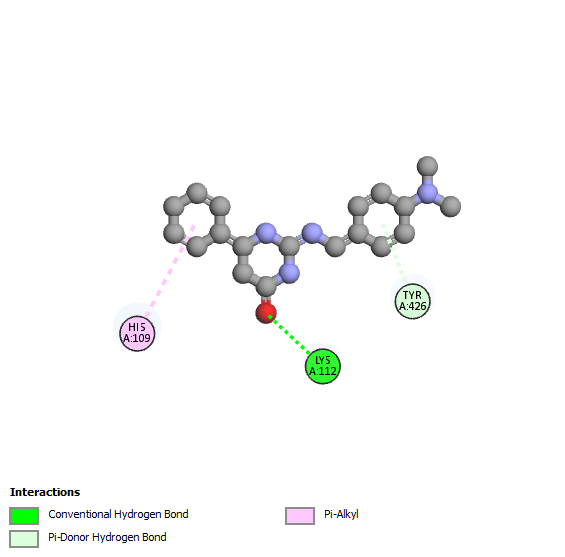 TYR
A:426
HIS
A:109
LYS
A:112
Interactions
Conventional Hydrogen Bond
Pi-Alkyl
Pi-Donor Hydrogen Bond